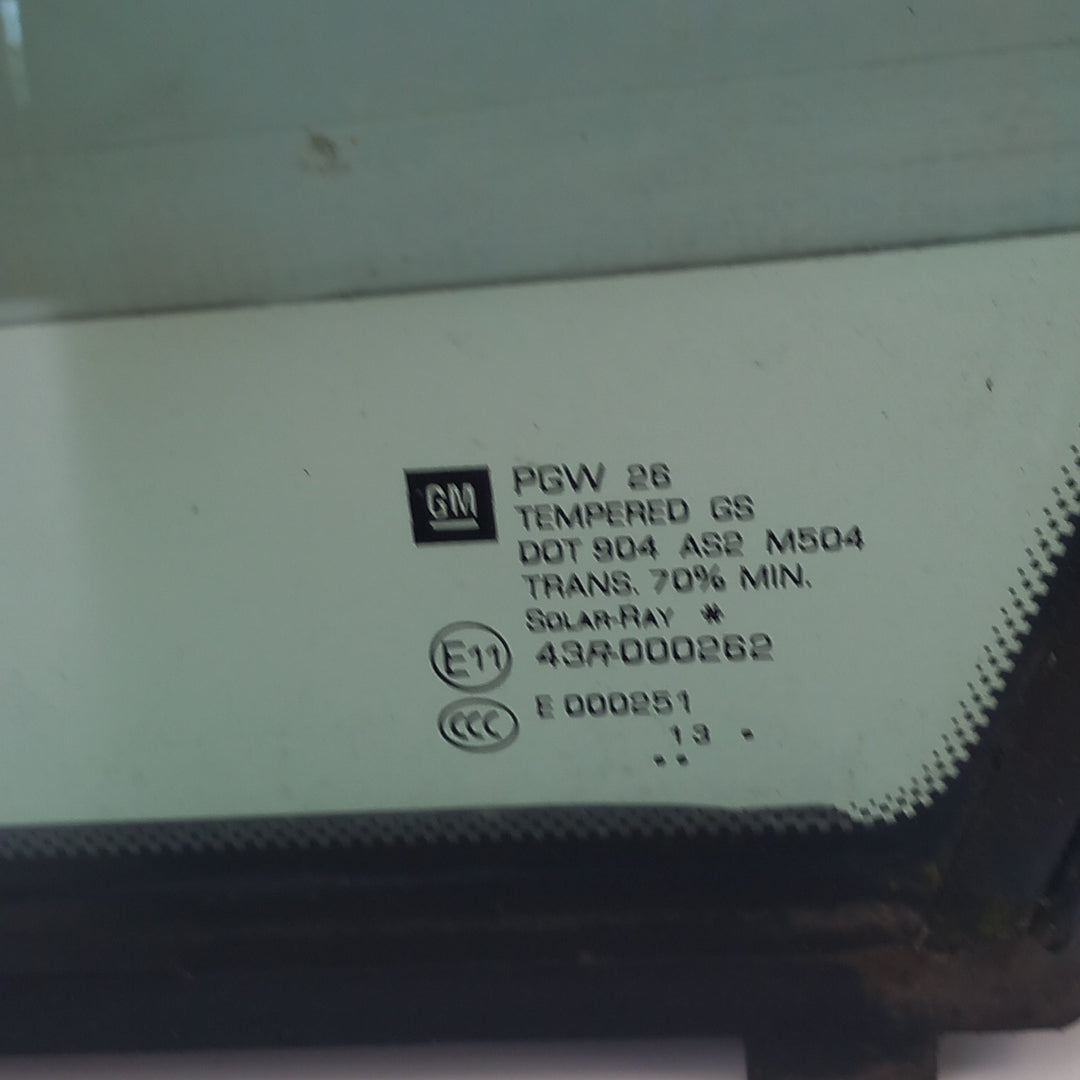 GM
PGW 26
TEMPERED GS
DOT 904 AS2 M504
TRANS. 70% MIN.
SOLAR-RAY *
E11 43R-000262
CCC E 000251
13 •
• •